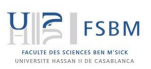 FSBM
FACULTE DES SCIENCES BEN M'SICK
UNIVERSITE HASSAN II DE CASABLANCA